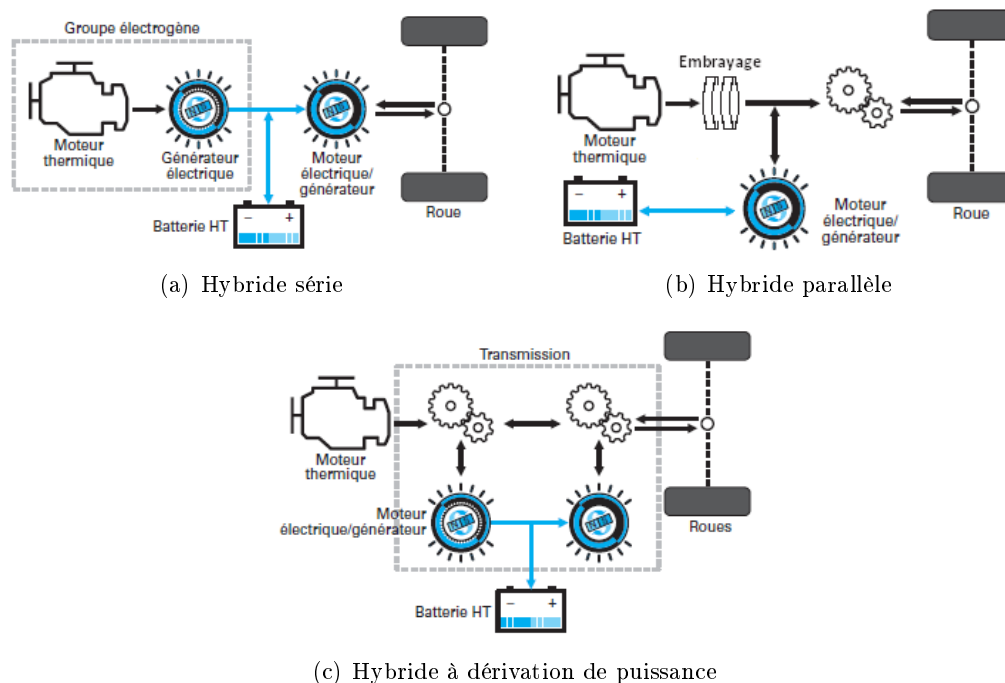 Groupe électrogène
Moteur
thermique
Générateur
électrique
Moteur
électrique/
générateur
Batterie HT
- +
Roue
(a) Hybride série
Embrayage
Moteur
thermique
- +
Batterie HT
Moteur
électrique/
générateur
Roue
(b) Hybride parallèle
Transmission
Moteur
thermique
Moteur
électrique/générateur
Roues
Batterie HT
- +
(c) Hybride à dérivation de puissance